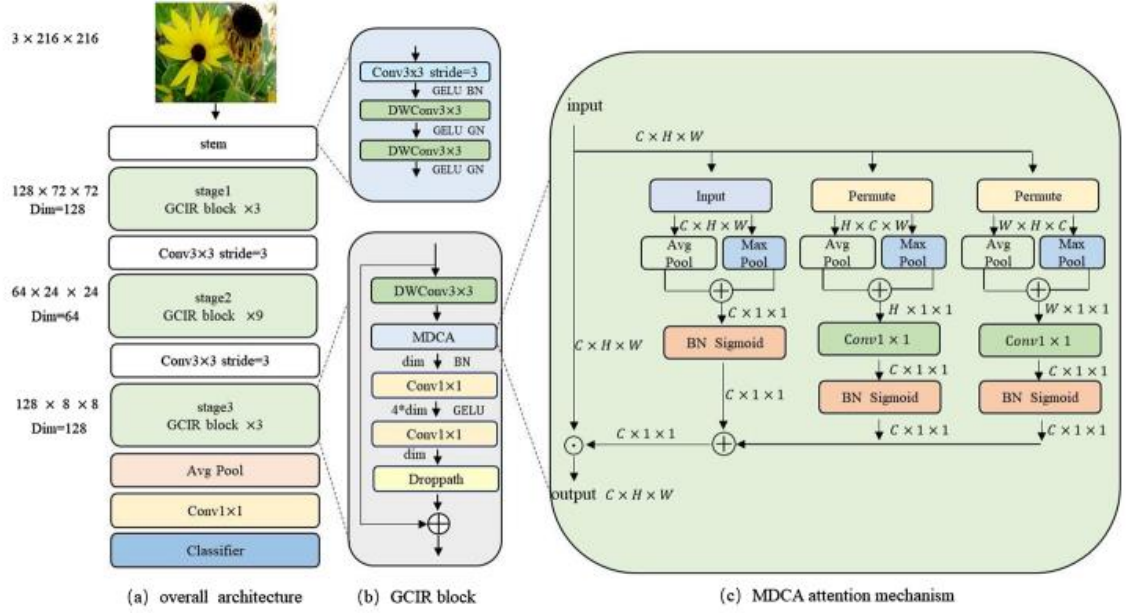 3 × 216 × 216
stem
128 × 72 × 72
Dim=128
stage1
GCIR block ×3
Conv3×3 stride=3
64 × 24 × 24
Dim=64
stage2
GCIR block ×9
Conv3×3 stride=3
128 × 8 × 8
Dim=128
stage3
GCIR block ×3
Avg Pool
Conv1×1
Classifier
(a) overall architecture
Conv3x3 stride=3
GELU BN
DWConv3×3
GELU GN
DWConv3×3
GELU GN
DWConv3×3
MDCA
dim BN
Conv1×1
4*dim GELU
Conv1×1
dim
Droppath
(b) GCIR block
input
C × H × W
Input Permute Permute
C × H × W H × C × W W × H × C
Avg Pool Max Pool Avg Pool Max Pool Avg Pool Max Pool
C × 1 × 1 H × 1 × 1 W × 1 × 1
C × H × W BN Sigmoid Conv1 × 1 Conv1 × 1
C × 1 × 1 C × 1 × 1
C × 1 × 1 BN Sigmoid BN Sigmoid
C × 1 × 1 C × 1 × 1 C × 1 × 1
output C × H × W
(c) MDCA attention mechanism